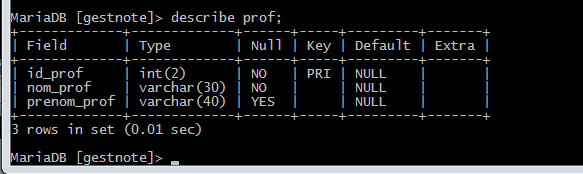 MariaDB [gestnote]> describe prof;
+-------------+-------------+------+-----+---------+-------+
| Field       | Type        | Null | Key | Default | Extra |
+-------------+-------------+------+-----+---------+-------+
| id_prof     | int(2)      | NO   | PRI | NULL    |       |
| nom_prof    | varchar(30) | NO   |     | NULL    |       |
| prenom_prof | varchar(40) | YES  |     | NULL    |       |
+-------------+-------------+------+-----+---------+-------+
3 rows in set (0.01 sec)
MariaDB [gestnote]> _